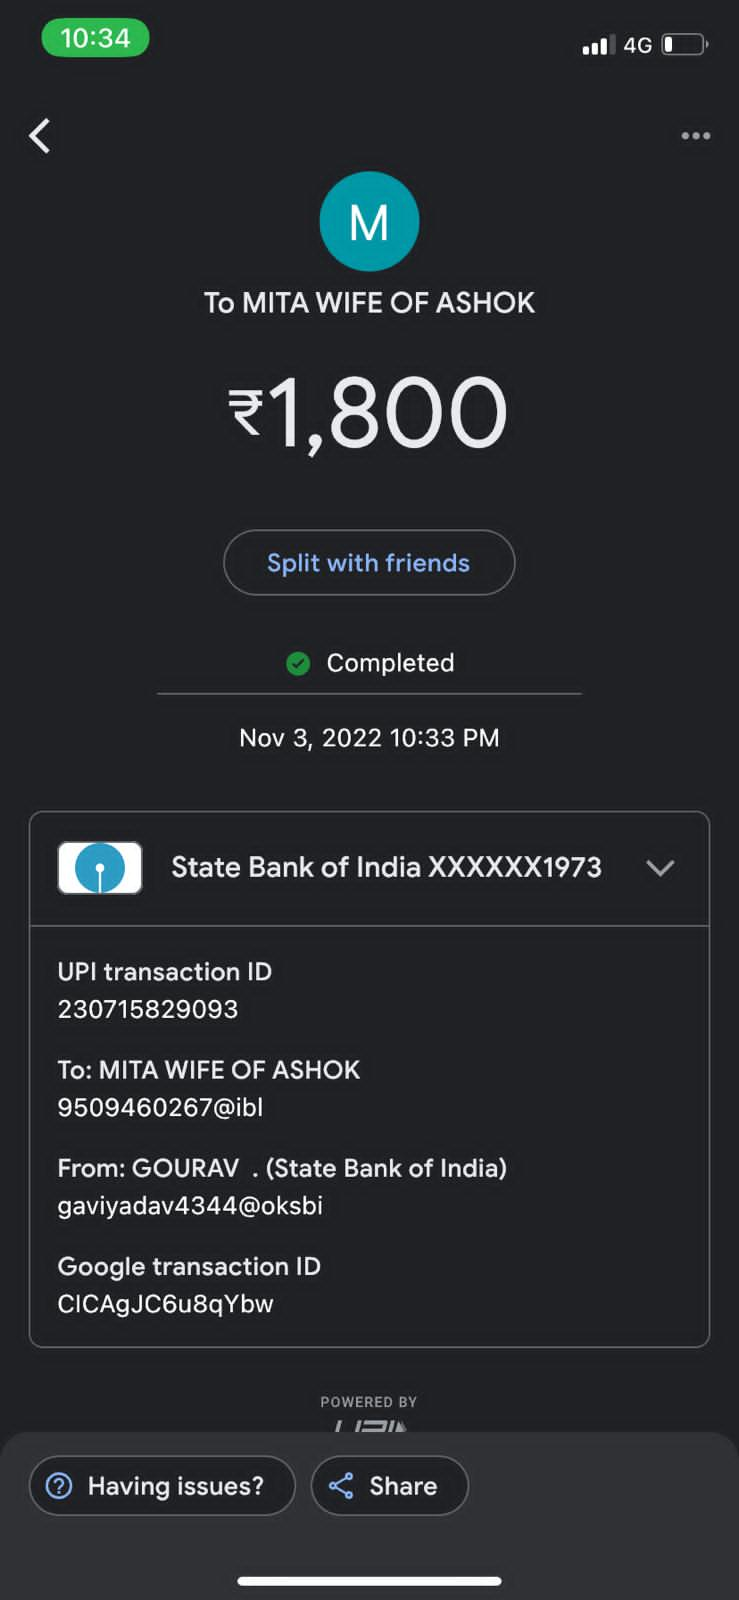 10:34
4G
M
To MITA WIFE OF ASHOK
₹1,800
Split with friends
Completed
Nov 3, 2022 10:33 PM
State Bank of India XXXXXX1973
UPI transaction ID
230715829093
To: MITA WIFE OF ASHOK
9509460267@ibl
From: GOURAV  . (State Bank of India)
gaviyadav4344@oksbi
Google transaction ID
CICAgJC6u8qYbw
POWERED BY
UPI
Having issues?
Share